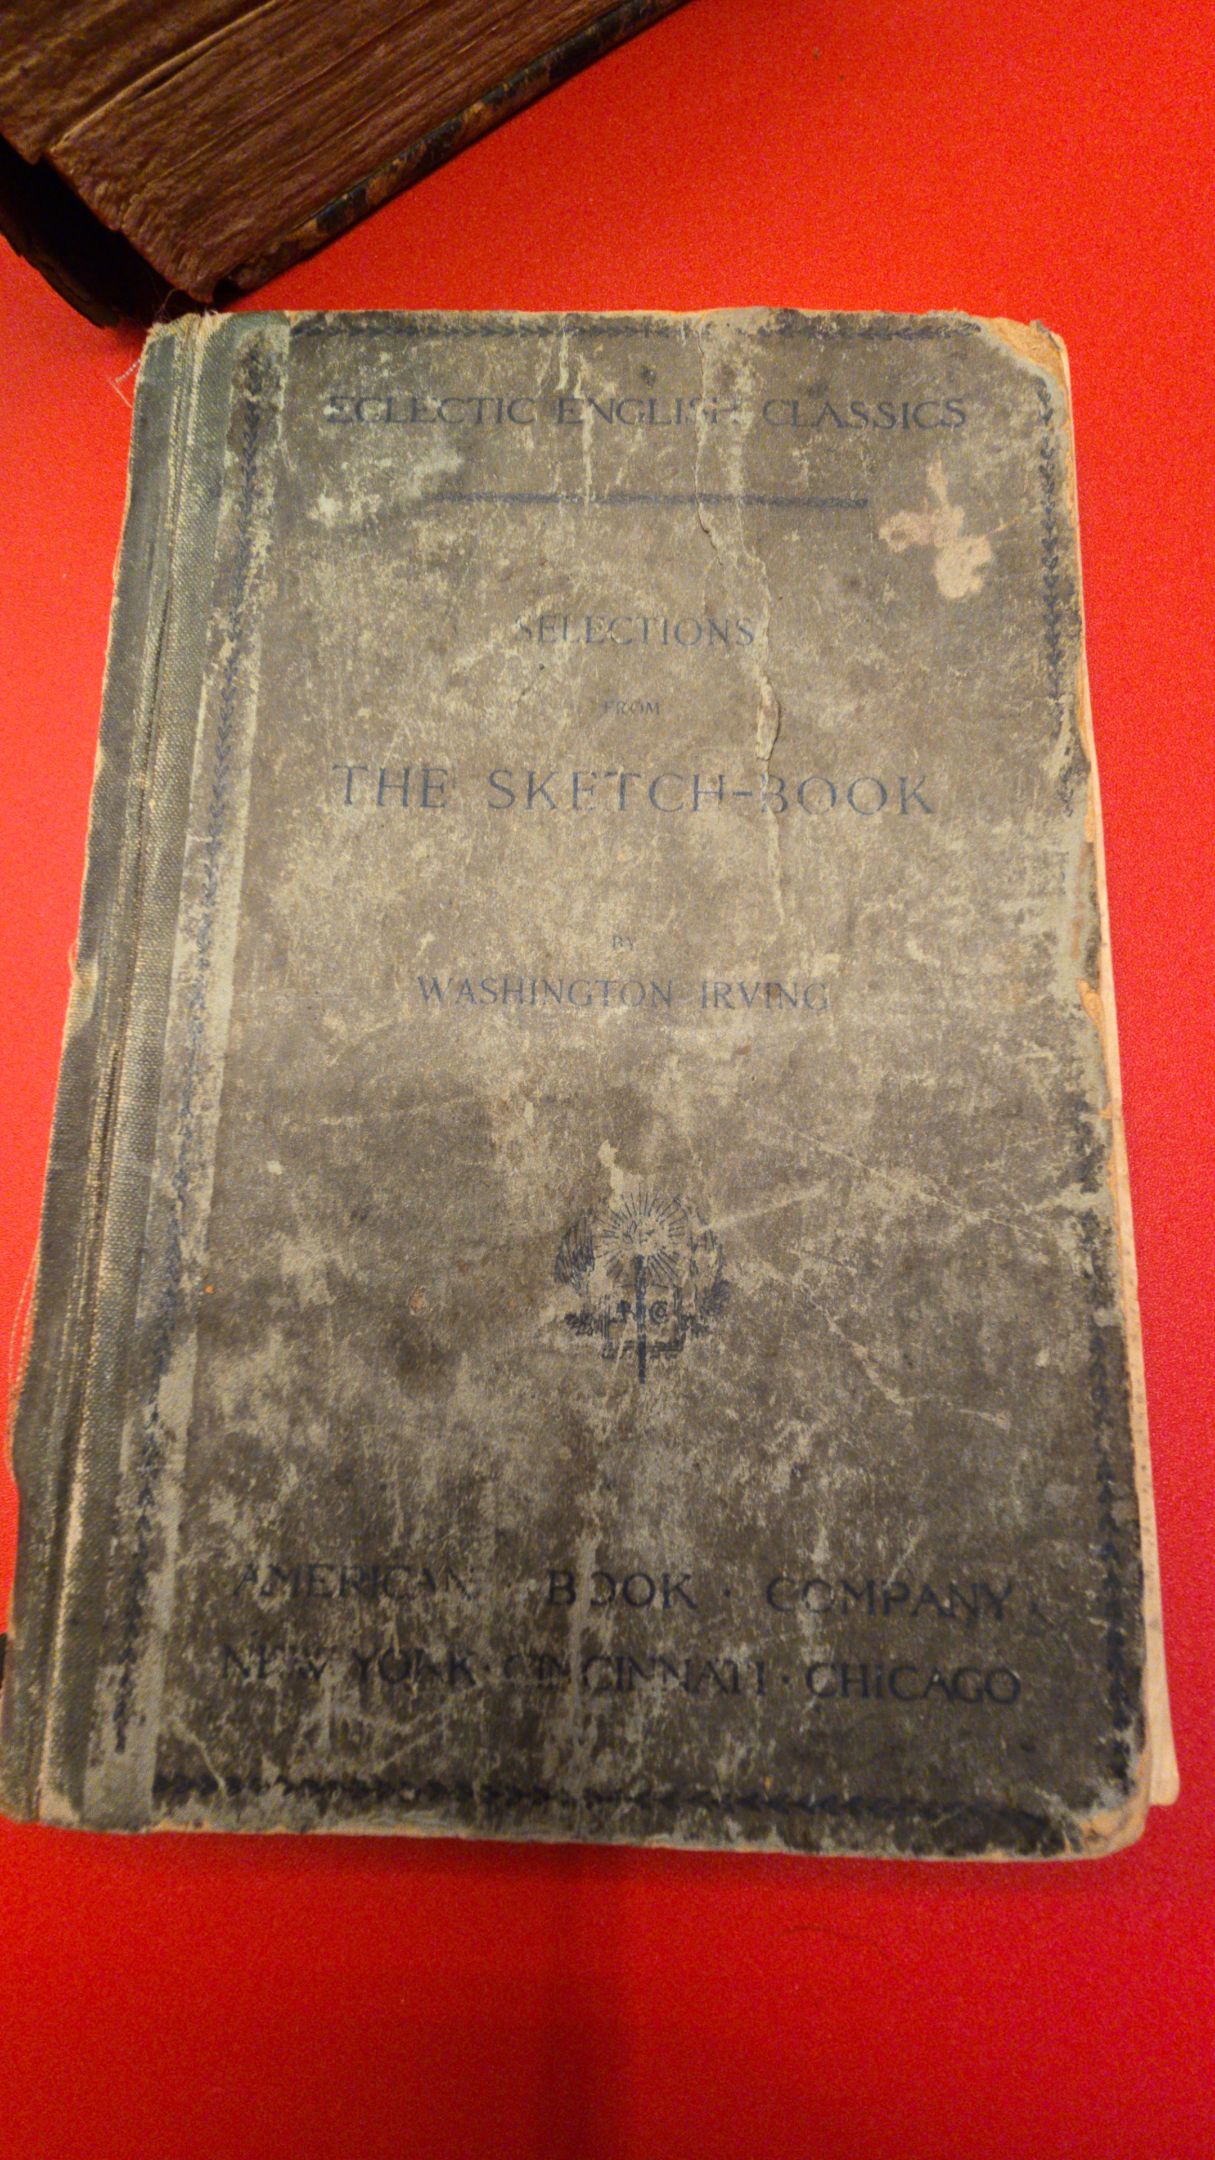 ECLECTIC ENGLISH CLASSICS
SELECTIONS
FROM
THE SKETCH-BOOK
BY
WASHINGTON IRVING
AMERICAN · BOOK · COMPANY
NEW YORK · CINCINNATI · CHICAGO